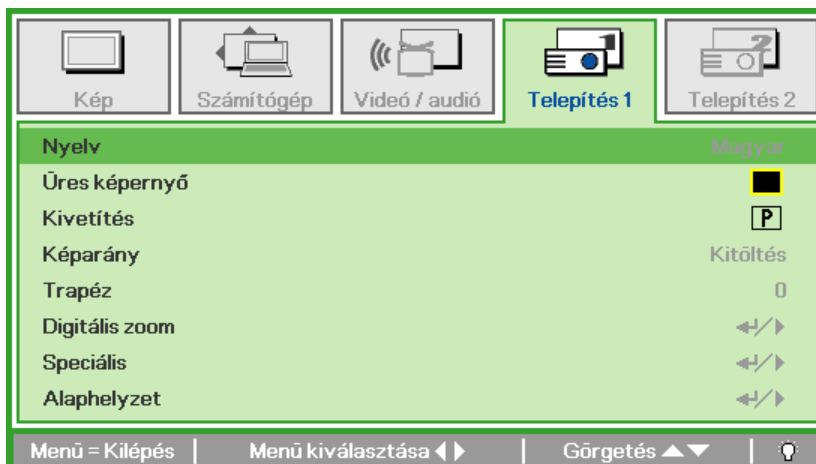 Kép
Számítógép
Videó / audió
Telepítés 1
Telepítés 2
Nyelv Magyar
Üres képernyő
Kivetítés P
Képarány Kitöltés
Trapéz 0
Digitális zoom
Speciális
Alaphelyzet
Menü = Kilépés Menü kiválasztása Görgetés